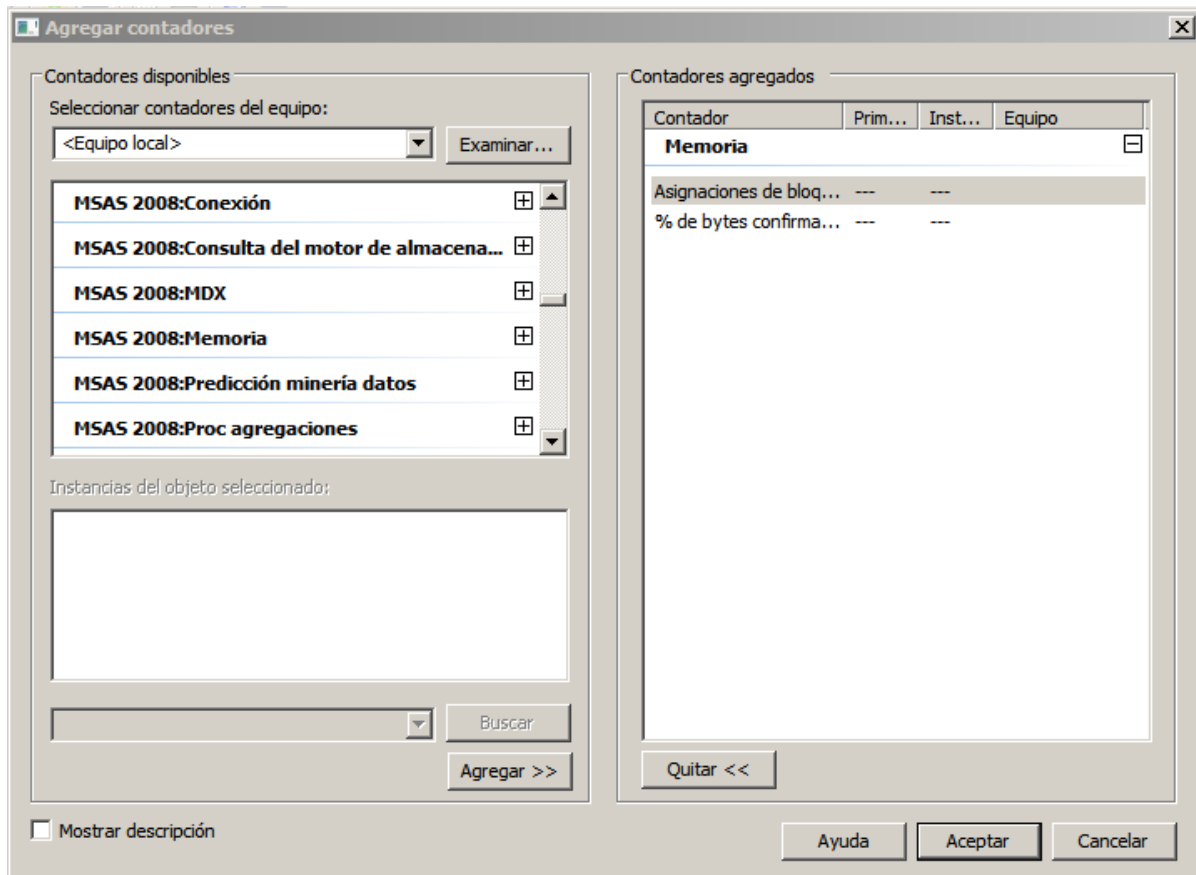 Agregar contadores
Contadores disponibles
Seleccionar contadores del equipo:
<Equipo local>
Examinar...
MSAS 2008:Conexión
MSAS 2008:Consulta del motor de almacena...
MSAS 2008:MDX
MSAS 2008:Memoria
MSAS 2008:Predicción minería datos
MSAS 2008:Proc agregaciones
Instancias del objeto seleccionado:
Buscar
Agregar >>
Contadores agregados
Contador Prim... Inst... Equipo
Memoria
Asignaciones de bloq... --- ---
% de bytes confirma... --- ---
Quitar <<
Mostrar descripción
Ayuda Aceptar Cancelar